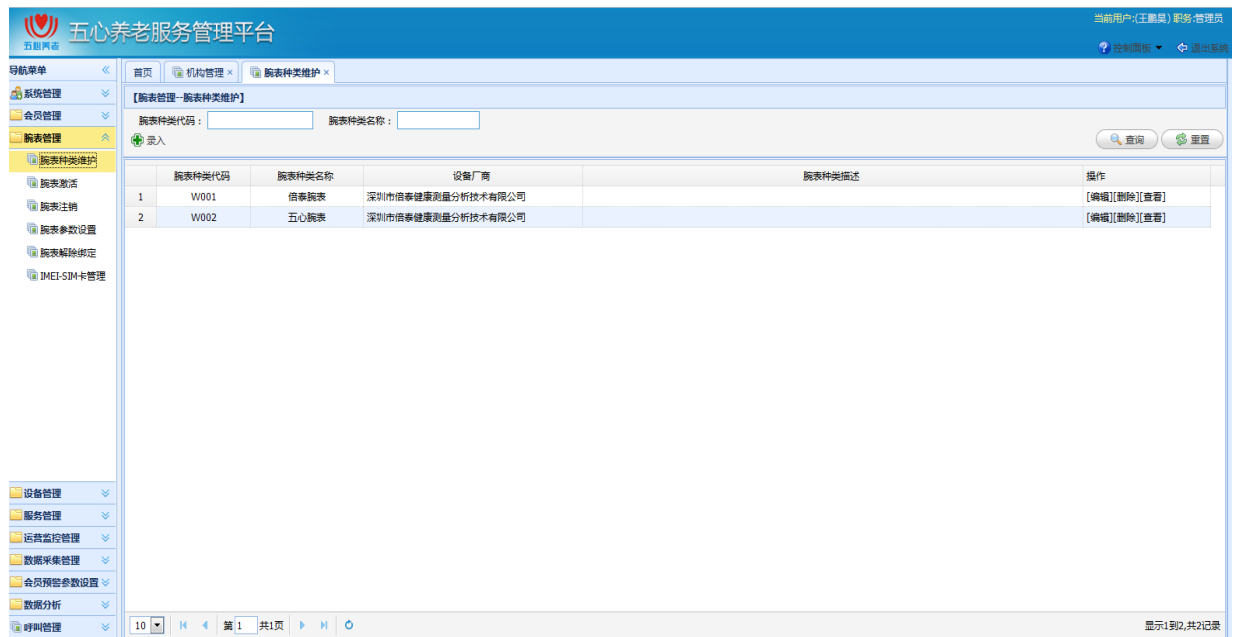 五心养老
五心养老服务管理平台
当前用户:(王鹏昊) 职务:管理员
控制面板 退出系统
导航菜单
系统管理
会员管理
腕表管理
腕表种类维护
腕表激活
腕表注销
腕表参数设置
腕表解除绑定
IMEI-SIM卡管理
设备管理
服务管理
运营监控管理
数据采集管理
会员预警参数设置
数据分析
呼叫管理
首页 机构管理 × 腕表种类维护 ×
【腕表管理--腕表种类维护】
腕表种类代码： 腕表种类名称：
录入 查询 重置
腕表种类代码 腕表种类名称 设备厂商 腕表种类描述 操作
1 W001 倍泰腕表 深圳市倍泰健康测量分析技术有限公司 [编辑][删除][查看]
2 W002 五心腕表 深圳市倍泰健康测量分析技术有限公司 [编辑][删除][查看]
10 第 1 共1页 显示1到2,共2记录